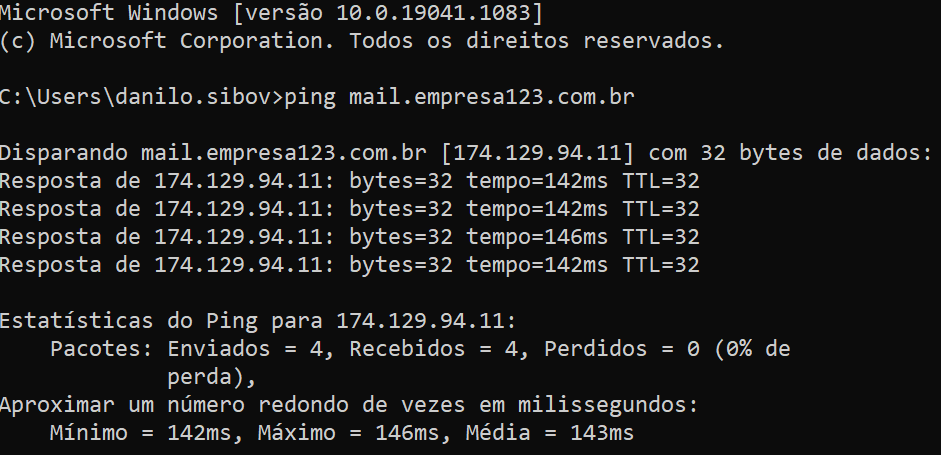 Microsoft Windows [versão 10.0.19041.1083]
(c) Microsoft Corporation. Todos os direitos reservados.
C:\Users\danilo.sibov>ping mail.empresa123.com.br
Disparando mail.empresa123.com.br [174.129.94.11] com 32 bytes de dados:
Resposta de 174.129.94.11: bytes=32 tempo=142ms TTL=32
Resposta de 174.129.94.11: bytes=32 tempo=142ms TTL=32
Resposta de 174.129.94.11: bytes=32 tempo=146ms TTL=32
Resposta de 174.129.94.11: bytes=32 tempo=142ms TTL=32
Estatísticas do Ping para 174.129.94.11:
Pacotes: Enviados = 4, Recebidos = 4, Perdidos = 0 (0% de
perda),
Aproximar um número redondo de vezes em milissegundos:
Mínimo = 142ms, Máximo = 146ms, Média = 143ms